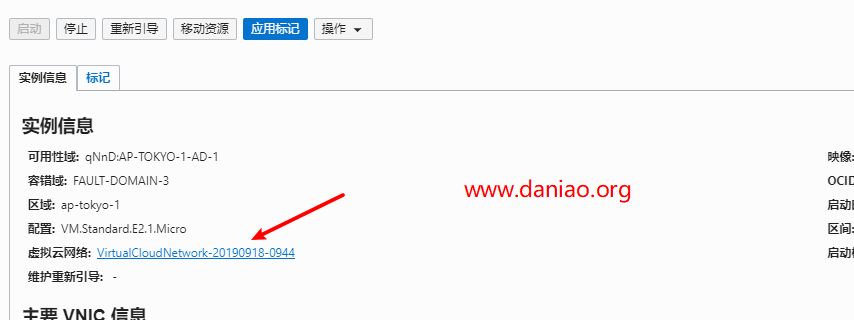 启动 停止 重新引导 移动资源 应用标记 操作
实例信息 标记
实例信息
可用性域: qNnD:AP-TOKYO-1-AD-1 映像:
容错域: FAULT-DOMAIN-3 OCID
www.daniao.org
区域: ap-tokyo-1 启动
配置: VM.Standard.E2.1.Micro 区间:
虚拟云网络: VirtualCloudNetwork-20190918-0944 启动
维护重新引导: -
主要 VNIC 信息